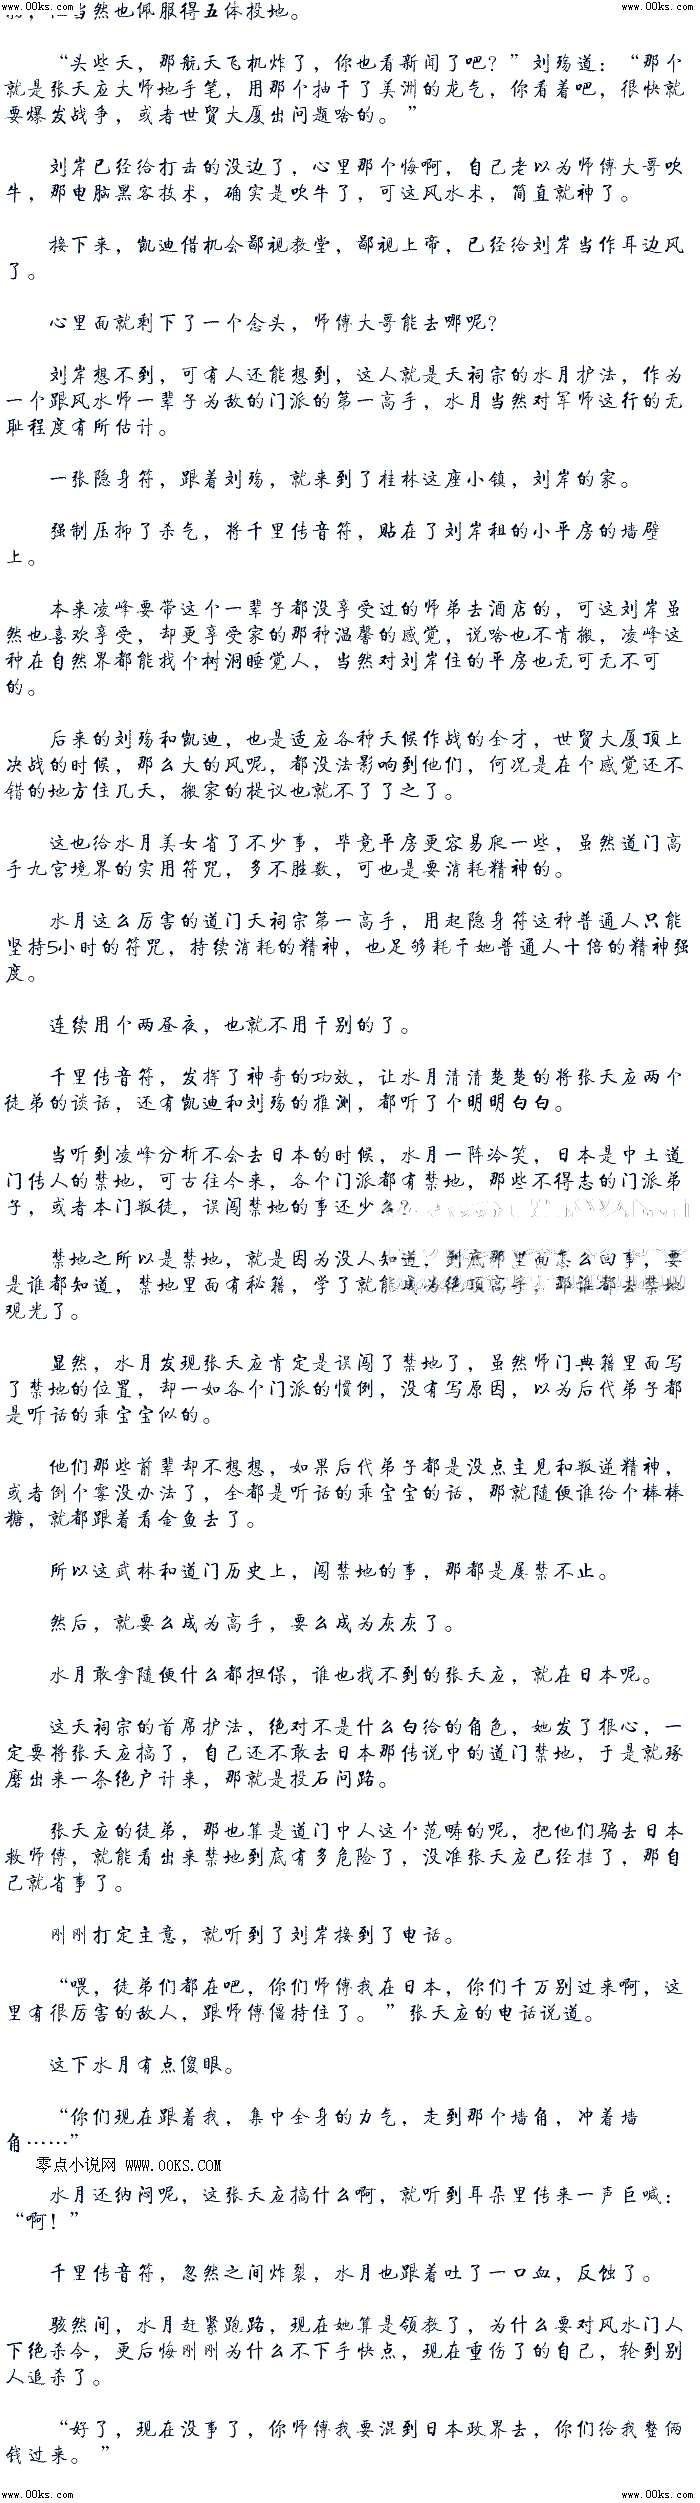 www.00ks.com www.00ks.com
当然也佩服得五体投地。
“头些天，那航天飞机炸了，你也看新闻了吧？”刘殇道：“那个
就是张天应大师地手笔，用那个抽干了美洲的龙气，你看着吧，很快就
要爆发战争，或者世贸大厦出问题啥的。”
刘岸已经给打击的没边了，心里那个悔啊，自己老以为师傅大哥吹
牛，那电脑黑客技术，确实是吹牛了，可这风水术，简直就神了。
接下来，凯迪借机会鄙视教堂，鄙视上帝，已经给刘岸当作耳边风
了。
心里面就剩下了一个念头，师傅大哥能去哪呢？
刘岸想不到，可有人还能想到，这人就是天祠宗的水月护法，作为
一个跟风水师一辈子为敌的门派的第一高手，水月当然对军师这行的无
耻程度有所估计。
一张隐身符，跟着刘殇，就来到了桂林这座小镇，刘岸的家。
强制压抑了杀气，将千里传音符，贴在了刘岸租的小平房的墙壁
上。
本来凌峰要带这个一辈子都没享受过的师弟去酒店的，可这刘岸虽
然也喜欢享受，却更享受家的那种温馨的感觉，说啥也不肯搬，凌峰这
种在自然界都能找个树洞睡觉人，当然对刘岸住的平房也无可无不可
的。
后来的刘殇和凯迪，也是适应各种天候作战的全才，世贸大厦顶上
决战的时候，那么大的风呢，都没法影响到他们，何况是在个感觉还不
错的地方住几天，搬家的提议也就不了了之了。
这也给水月美女省了不少事，毕竟平房更容易爬一些，虽然道门高
手九宫境界的实用符咒，多不胜数，可也是要消耗精神的。
水月这么厉害的道门天祠宗第一高手，用起隐身符这种普通人只能
坚持5小时的符咒，持续消耗的精神，也足够耗干她普通人十倍的精神强
度。
连续用个两昼夜，也就不用干别的了。
千里传音符，发挥了神奇的功效，让水月清清楚楚的将张天应两个
徒弟的谈话，还有凯迪和刘殇的推测，都听了个明明白白。
当听到凌峰分析不会去日本的时候，水月一阵冷笑，日本是中土道
门传人的禁地，可古往今来，各个门派都有禁地，那些不得志的门派弟
子，或者本门叛徒，误闯禁地的事还少么？
禁地之所以是禁地，就是因为没人知道，到底那里面怎么回事，要
是谁都知道，禁地里面有秘籍，学了就能成为绝顶高手，那谁都去禁地
观光了。
显然，水月发现张天应肯定是误闯了禁地了，虽然师门典籍里面写
了禁地的位置，却一如各个门派的惯例，没有写原因，以为后代弟子都
是听话的乖宝宝似的。
他们那些前辈却不想想，如果后代弟子都是没点主见和叛逆精神，
或者倒个霉没办法了，全都是听话的乖宝宝的话，那就随便谁给个棒棒
糖，就都跟着看金鱼去了。
所以这武林和道门历史上，闯禁地的事，那都是屡禁不止。
然后，就要么成为高手，要么成为灰灰了。
水月敢拿随便什么都担保，谁也找不到的张天应，就在日本呢。
这天祠宗的首席护法，绝对不是什么白给的角色，她发了狠心，一
定要将张天应搞了，自己还不敢去日本那传说中的道门禁地，于是就琢
磨出来一条绝户计来，那就是投石问路。
张天应的徒弟，那也算是道门中人这个范畴的呢，把他们骗去日本
救师傅，就能看出来禁地到底有多危险了，没准张天应已经挂了，那自
己就省事了。
刚刚打定主意，就听到了刘岸接到了电话。
“喂，徒弟们都在吧，你们师傅我在日本，你们千万别过来啊，这
里有很厉害的敌人，跟师傅僵持住了。”张天应的电话说道。
这下水月有点傻眼。
“你们现在跟着我，集中全身的力气，走到那个墙角，冲着墙
角……”
零点小说网 WWW.00KS.COM
水月还纳闷呢，这张天应搞什么啊，就听到耳朵里传来一声巨喊：
“啊！”
千里传音符，忽然之间炸裂，水月也跟着吐了一口血，反蚀了。
骇然间，水月赶紧跑路，现在她算是领教了，为什么要对风水门人
下绝杀令，更后悔刚刚为什么不下手快点，现在重伤了的自己，轮到别
人追杀了。
“好了，现在没事了，你师傅我要混到日本政界去，你们给我整俩
钱过来。”
www.00ks.com www.00ks.com